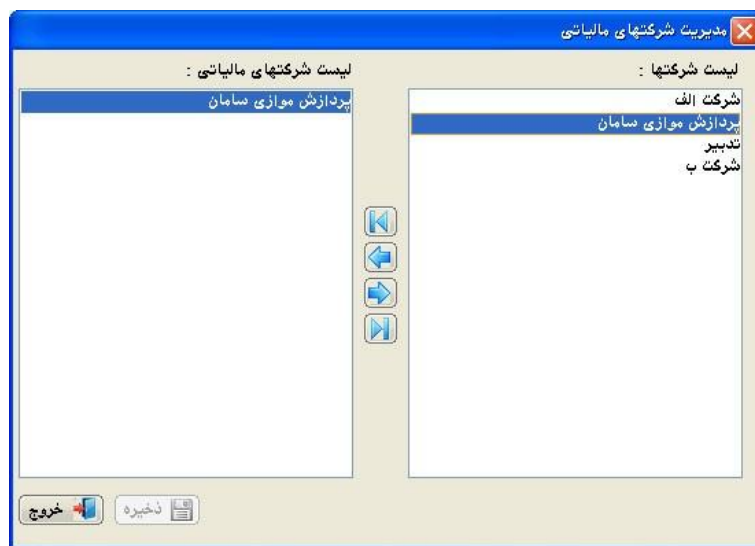 مدیریت شرکتهای مالیاتی
لیست شرکتها :
شرکت الف
پردازش موازی سامان
تدبیر
شرکت ب
لیست شرکتهای مالیاتی :
پردازش موازی سامان
ذخیره
خروج